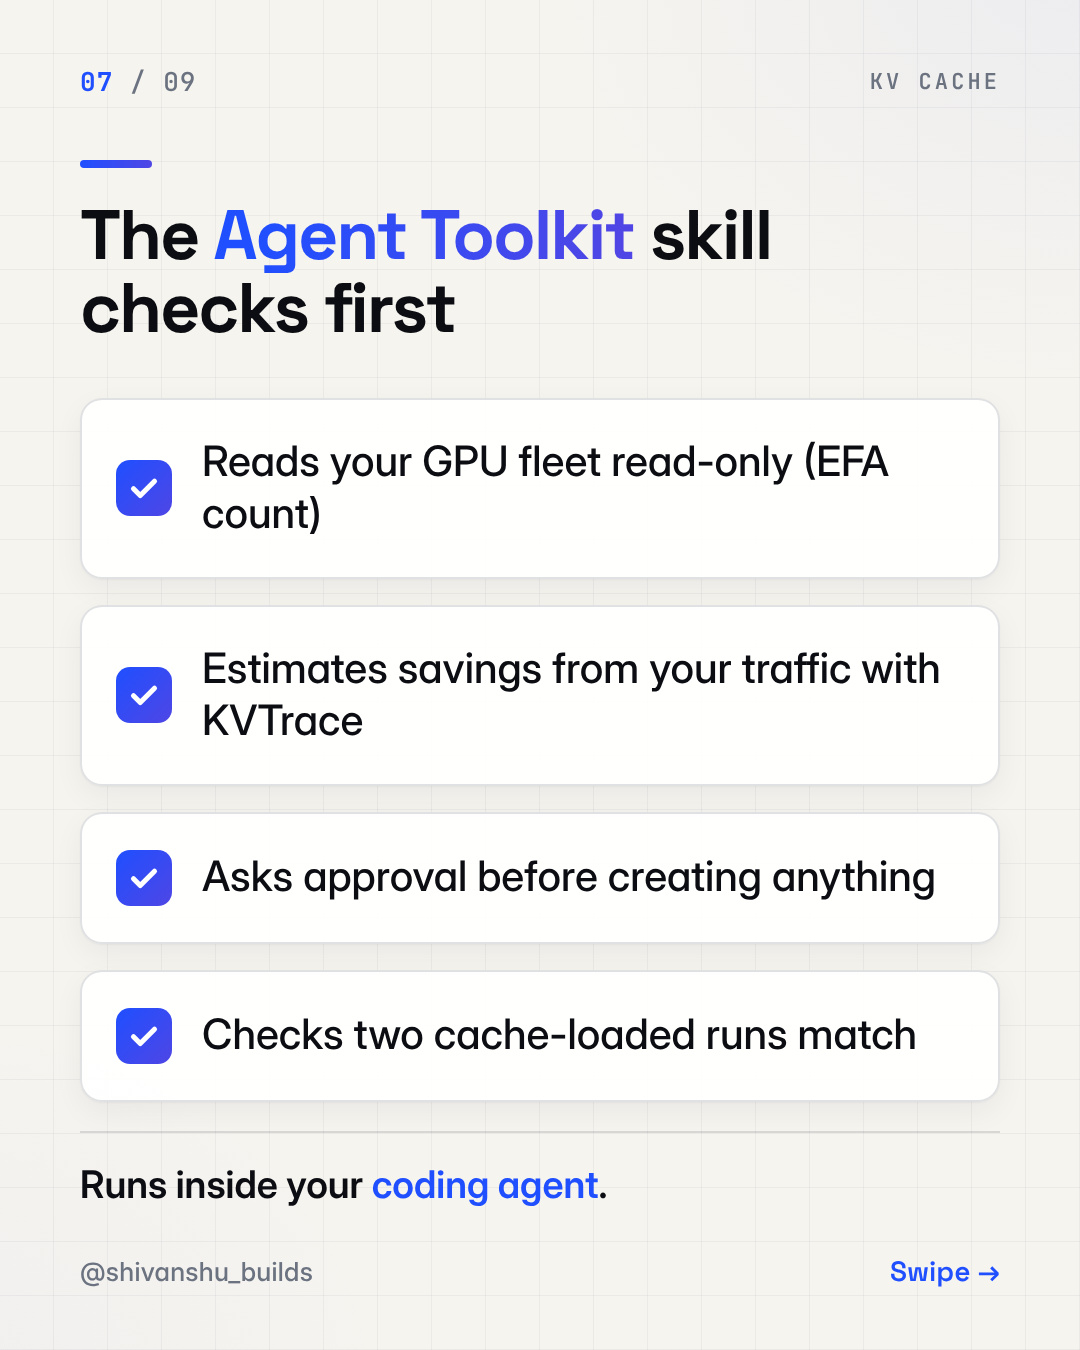 07 / 09
KV CACHE
The Agent Toolkit skill
checks first
Reads your GPU fleet read-only (EFA
count)
Estimates savings from your traffic with
KVTrace
Asks approval before creating anything
Checks two cache-loaded runs match
Runs inside your coding agent.
@shivanshu_builds
Swipe →